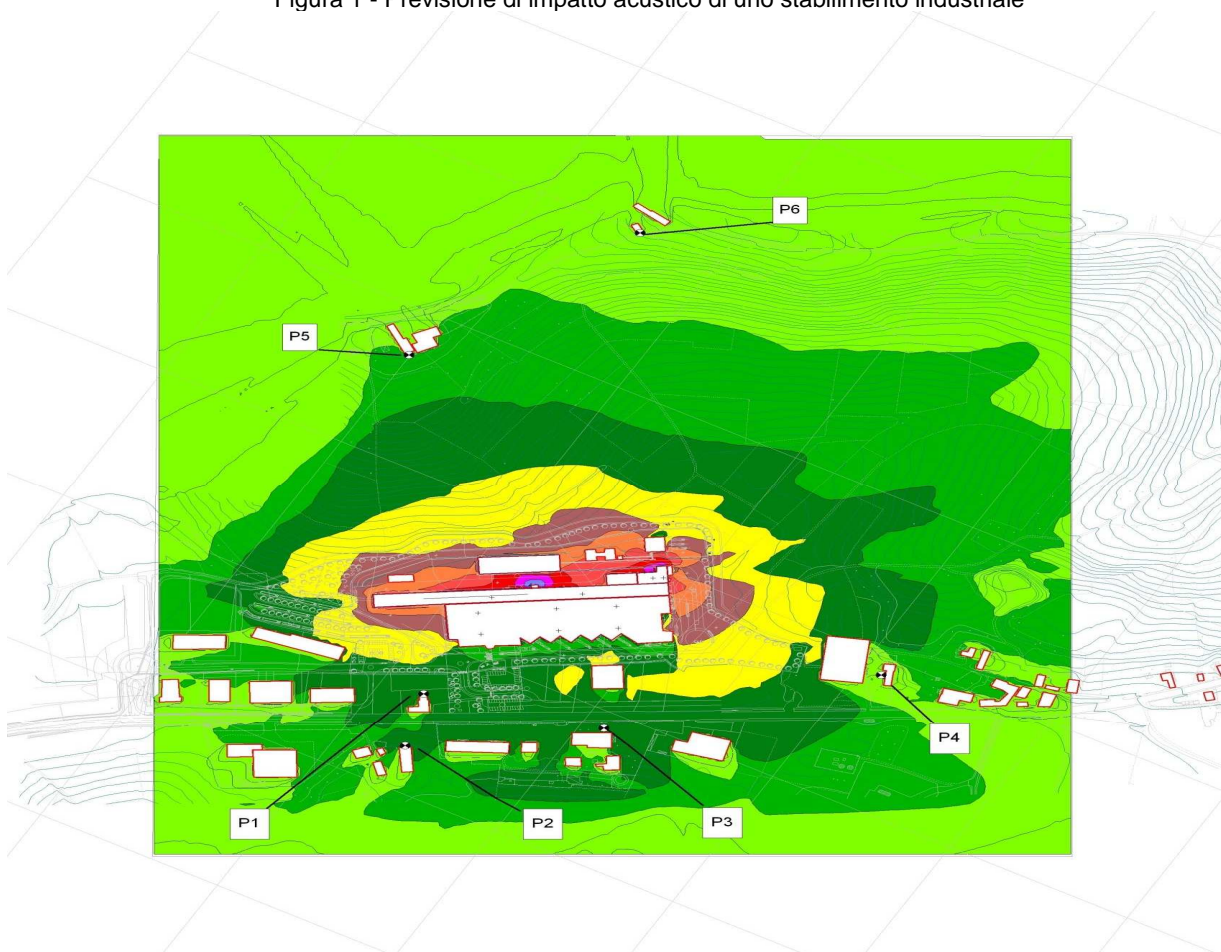 Figura 1 - Previsione di impatto acustico di uno stabilimento industriale
P6
P5
P4
P1
P2
P3